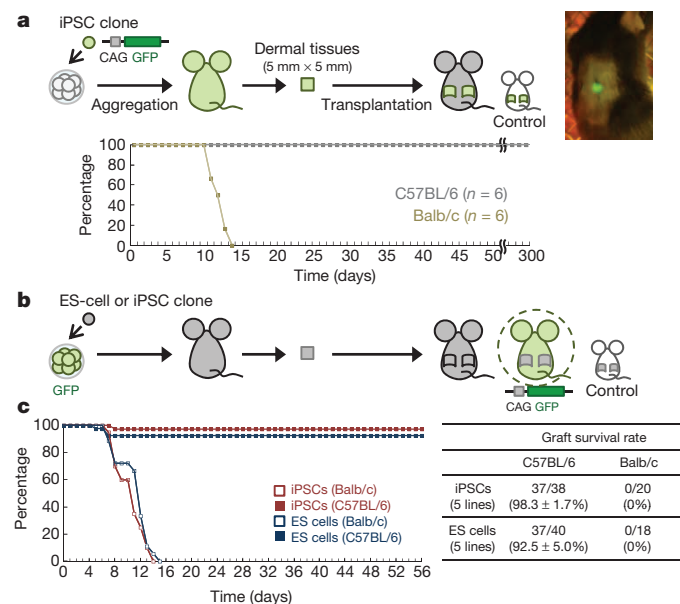 a
iPSC clone
CAG GFP
Aggregation
Dermal tissues
(5 mm × 5 mm)
Transplantation
Control
Percentage
100
80
60
40
20
0
C57BL/6 (n = 6)
Balb/c (n = 6)
0 5 10 15 20 25 30 35 40 45 50 300
Time (days)
b
ES-cell or iPSC clone
GFP
CAG GFP
Control
c
Percentage
100
80
60
40
20
0
iPSCs (Balb/c)
iPSCs (C57BL/6)
ES cells (Balb/c)
ES cells (C57BL/6)
0 4 8 12 16 20 24 28 32 36 40 44 48 52 56
Time (days)
Graft survival rate
C57BL/6 Balb/c
iPSCs 37/38 0/20
(5 lines) (98.3 ± 1.7%) (0%)
ES cells 37/40 0/18
(5 lines) (92.5 ± 5.0%) (0%)